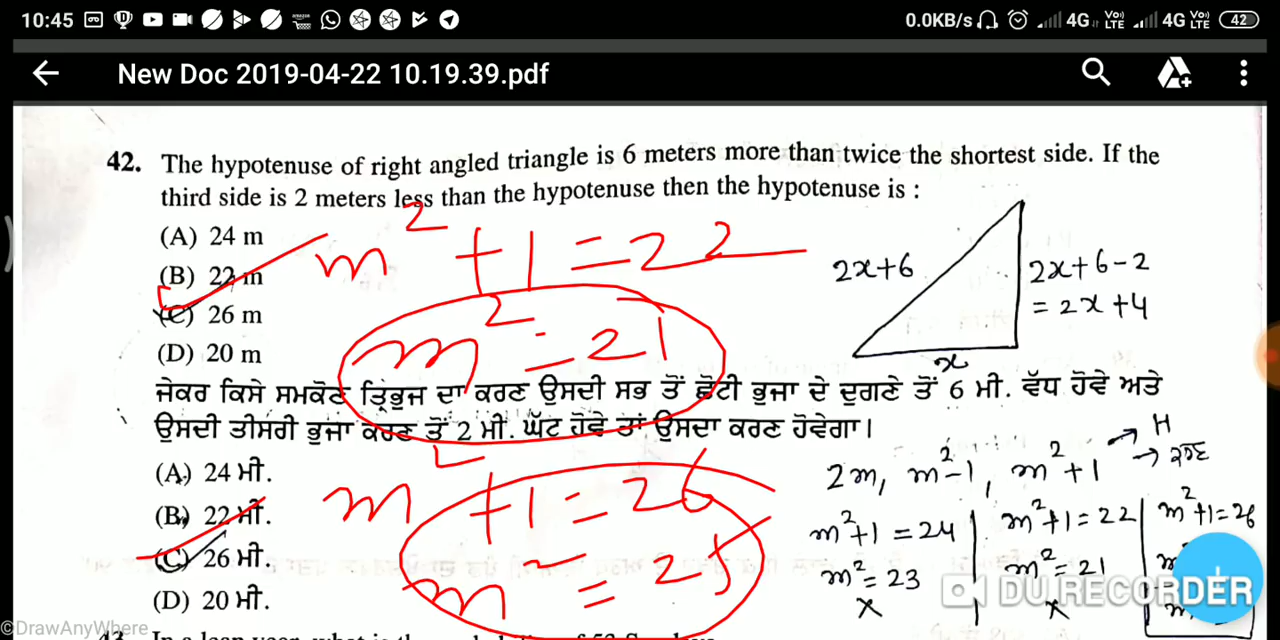 10:45 0.0KB/s 4G Vo) LTE 4G Vo) LTE 42
New Doc 2019-04-22 10.19.39.pdf
42. The hypotenuse of right angled triangle is 6 meters more than twice the shortest side. If the
third side is 2 meters less than the hypotenuse then the hypotenuse is :
(A) 24 m
(B) 22 m
(C) 26 m
(D) 20 m
m² + 1 = 22
m² = 21
2x+6
2x+6-2
= 2x+4
x
ਜੇਕਰ ਕਿਸੇ ਸਮਕੋਣ ਤ੍ਰਿਭੁਜ ਦਾ ਕਰਣ ਉਸਦੀ ਸਭ ਤੋਂ ਛੋਟੀ ਭੁਜਾ ਦੇ ਦੁਗਣੇ ਤੋਂ 6 ਮੀ. ਵੱਧ ਹੋਵੇ ਅਤੇ
ਉਸਦੀ ਤੀਸਰੀ ਭੁਜਾ ਕਰਣ ਤੋਂ 2 ਮੀ. ਘੱਟ ਹੋਵੇ ਤਾਂ ਉਸਦਾ ਕਰਣ ਹੋਵੇਗਾ।
(A) 24 ਮੀ.
(B) 22 ਮੀ.
(C) 26 ਮੀ.
(D) 20 ਮੀ.
m² + 1 = 26
m² = 25
2m, m²-1, m²+1 → H
→ ਕਰਣ
m²+1 = 24
m² = 23
x
m²+1 = 22
m² = 21
x
m²+1 = 26
DU RECORDER
©DrawAnyWhere